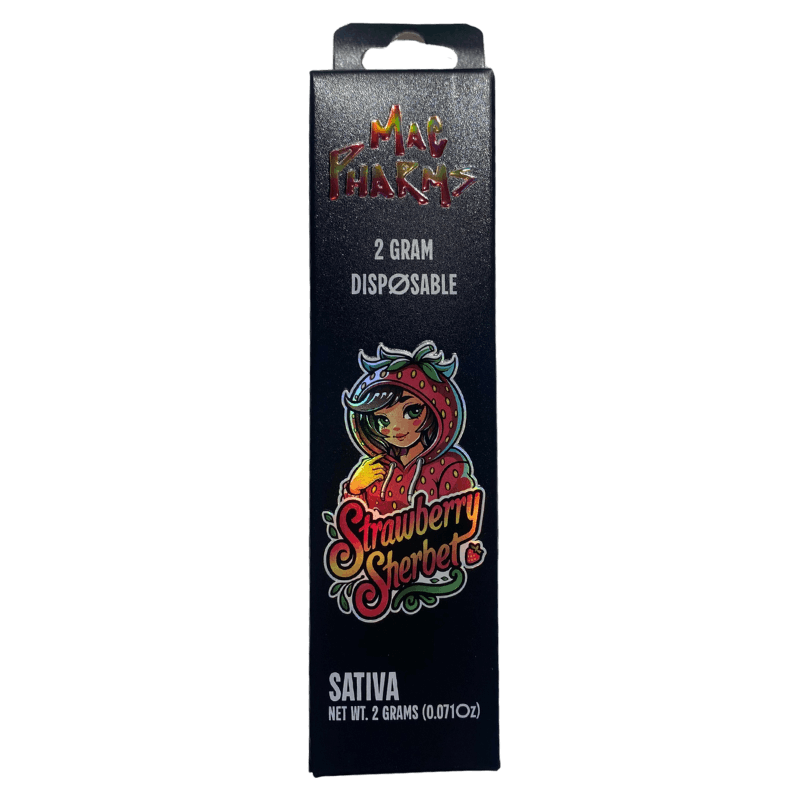 MAC
PHARMS
2 GRAM
DISPØSABLE
Strawberry
Sherbet
SATIVA
NET WT. 2 GRAMS (0.071Oz)